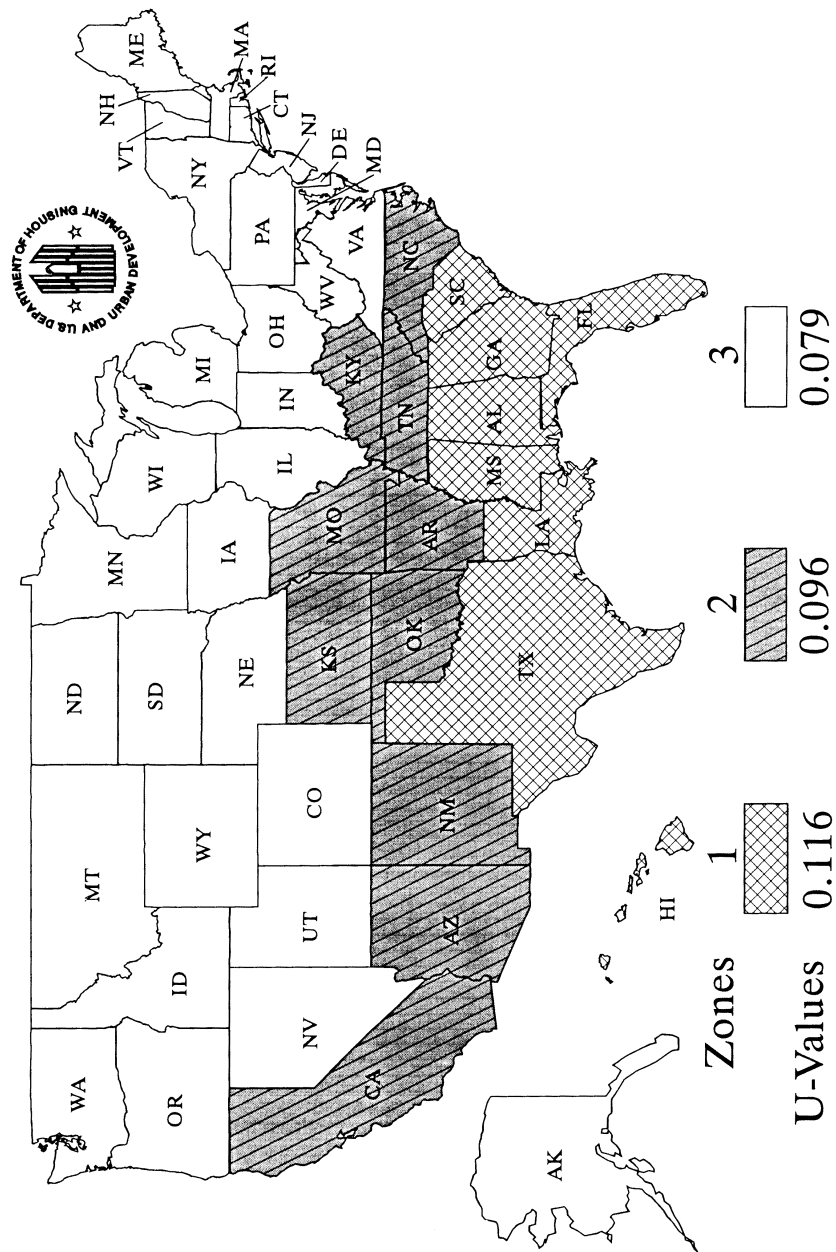 U.S. DEPARTMENT OF HOUSING
AND URBAN DEVELOPMENT
WA
OR
CA
NV
ID
MT
WY
UT
CO
AZ
NM
ND
SD
NE
KS
OK
TX
MN
IA
MO
AR
LA
WI
IL
MI
IN
OH
KY
TN
MS
AL
GA
FL
SC
NC
VA
WV
PA
NY
VT
NH
ME
MA
RI
CT
NJ
DE
MD
AK
HI
Zones 1 2 3
U-Values 0.116 0.096 0.079